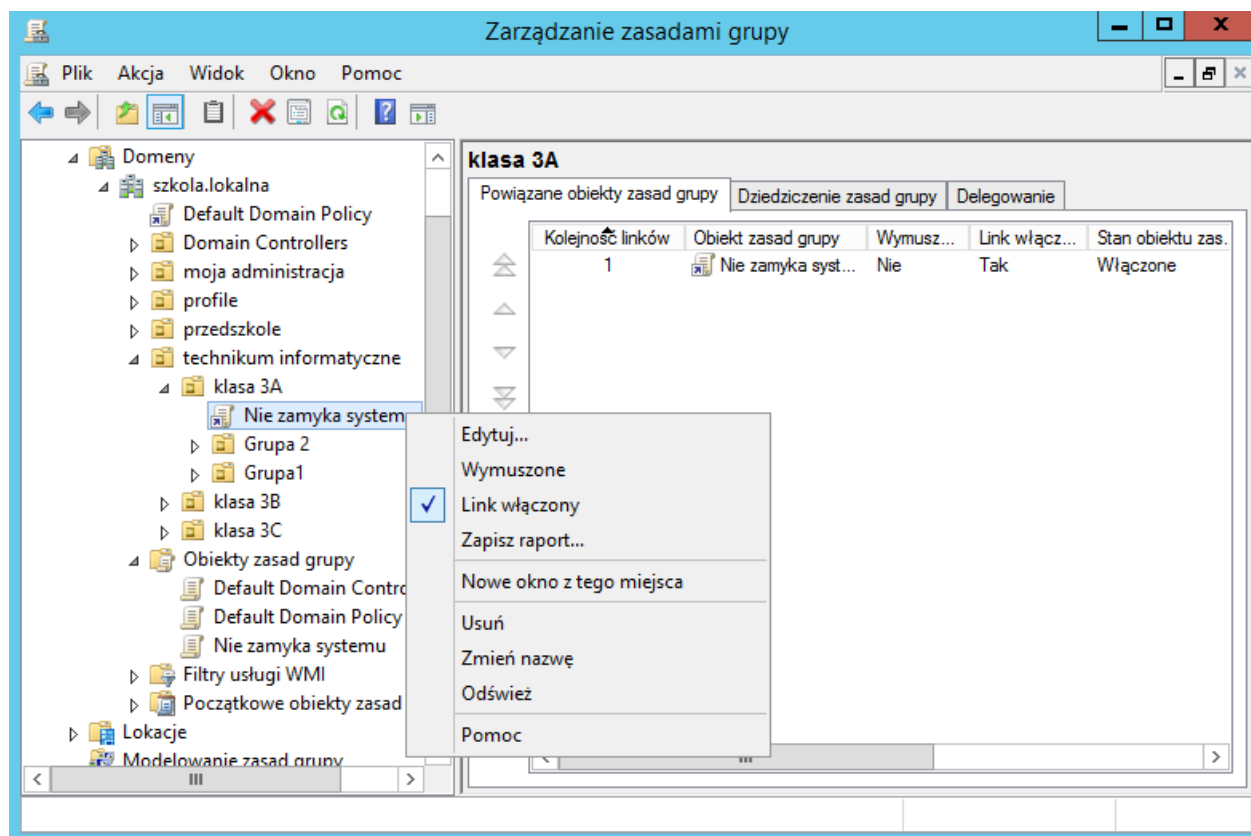 Zarządzanie zasadami grupy
Plik Akcja Widok Okno Pomoc
Domeny
szkola.lokalna
Default Domain Policy
Domain Controllers
moja administracja
profile
przedszkole
technikum informatyczne
klasa 3A
Nie zamyka system
Grupa 2
Grupa1
klasa 3B
klasa 3C
Obiekty zasad grupy
Default Domain Contro
Default Domain Policy
Nie zamyka systemu
Filtry usługi WMI
Początkowe obiekty zasad
Lokacje
Modelowanie zasad grupy
klasa 3A
Powiązane obiekty zasad grupy Dziedziczenie zasad grupy Delegowanie
Kolejność linków Obiekt zasad grupy Wymusz... Link włącz... Stan obiektu zas.
1 Nie zamyka syst... Nie Tak Włączone
Edytuj...
Wymuszone
Link włączony
Zapisz raport...
Nowe okno z tego miejsca
Usuń
Zmień nazwę
Odśwież
Pomoc